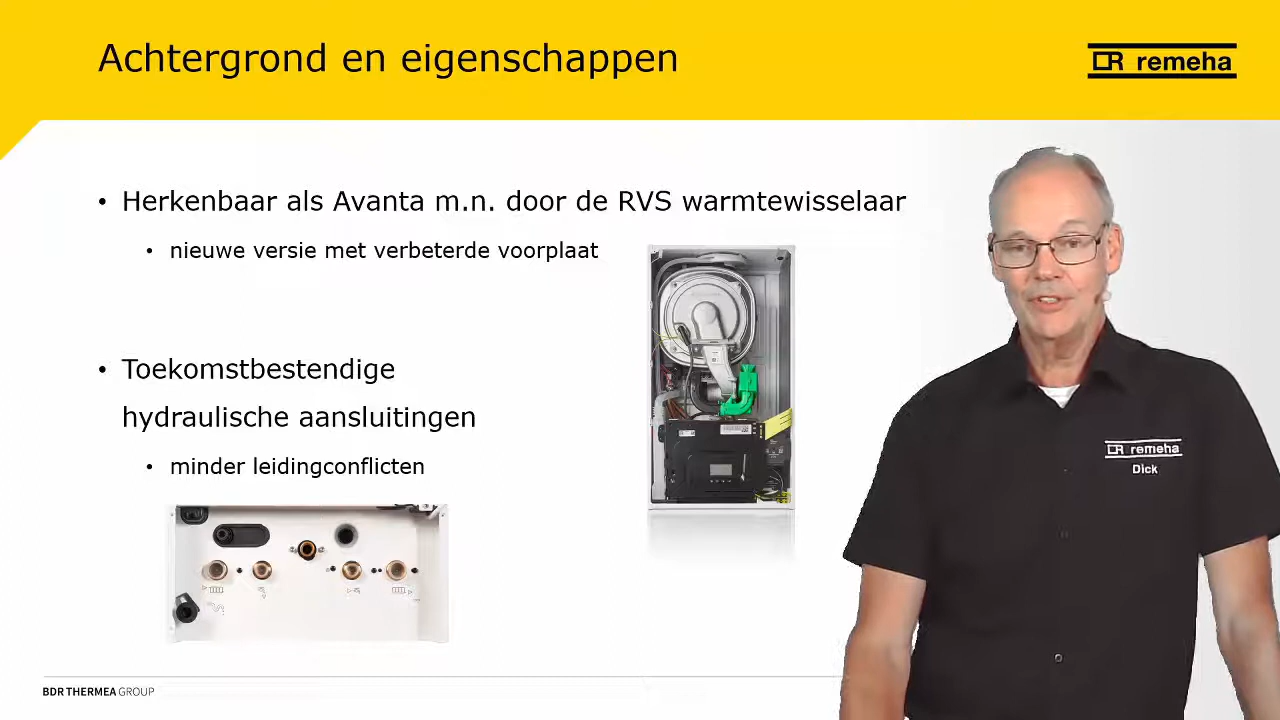 Achtergrond en eigenschappen
remeha
• Herkenbaar als Avanta m.n. door de RVS warmtewisselaar
• nieuwe versie met verbeterde voorplaat
• Toekomstbestendige
hydraulische aansluitingen
• minder leidingconflicten
remeha
Dick
BDR THERMEA GROUP